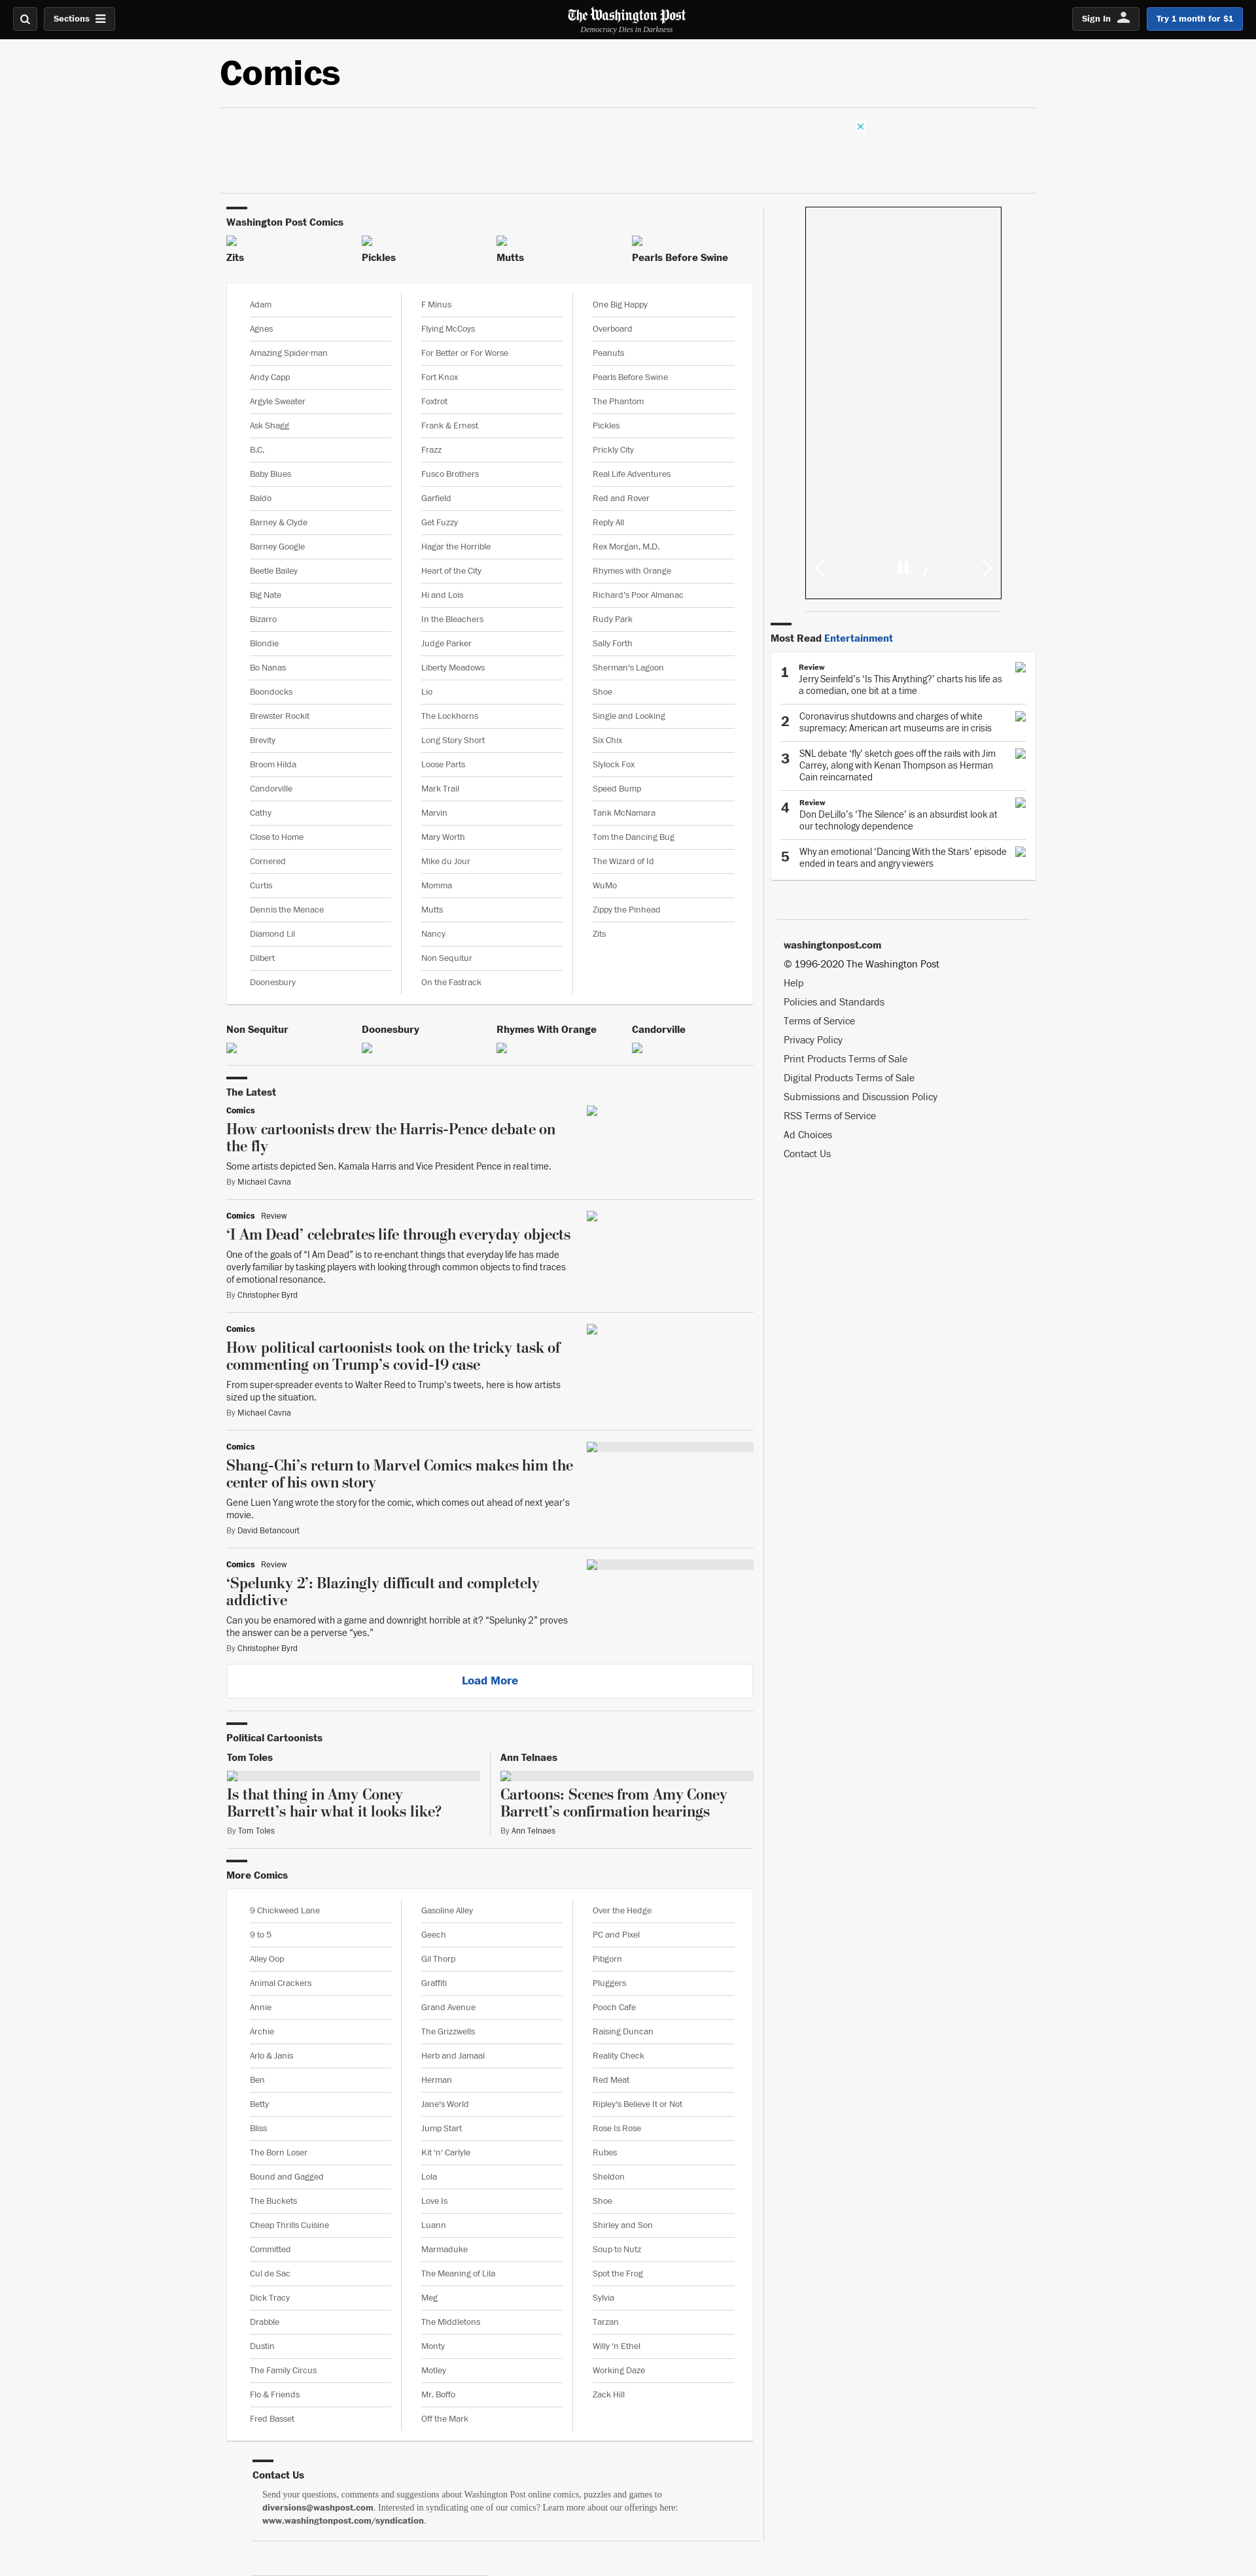 Sections
The Washington Post
Democracy Dies in Darkness
Sign In
Try 1 month for $1
Comics
Washington Post Comics
Zits
Pickles
Mutts
Pearls Before Swine
Adam
Agnes
Amazing Spider-man
Andy Capp
Argyle Sweater
Ask Shagg
B.C.
Baby Blues
Baldo
Barney & Clyde
Barney Google
Beetle Bailey
Big Nate
Bizarro
Blondie
Bo Nanas
Boondocks
Brewster Rockit
Brevity
Broom Hilda
Candorville
Cathy
Close to Home
Cornered
Curtis
Dennis the Menace
Diamond Lil
Dilbert
Doonesbury
F Minus
Flying McCoys
For Better or For Worse
Fort Knox
Foxtrot
Frank & Ernest
Frazz
Fusco Brothers
Garfield
Get Fuzzy
Hagar the Horrible
Heart of the City
Hi and Lois
In the Bleachers
Judge Parker
Liberty Meadows
Lio
The Lockhorns
Long Story Short
Loose Parts
Mark Trail
Marvin
Mary Worth
Mike du Jour
Momma
Mutts
Nancy
Non Sequitur
On the Fastrack
One Big Happy
Overboard
Peanuts
Pearls Before Swine
The Phantom
Pickles
Prickly City
Real Life Adventures
Red and Rover
Reply All
Rex Morgan, M.D.
Rhymes with Orange
Richard's Poor Almanac
Rudy Park
Sally Forth
Sherman's Lagoon
Shoe
Single and Looking
Six Chix
Slylock Fox
Speed Bump
Tank McNamara
Tom the Dancing Bug
The Wizard of Id
WuMo
Zippy the Pinhead
Zits
Non Sequitur
Doonesbury
Rhymes With Orange
Candorville
The Latest
Comics
How cartoonists drew the Harris-Pence debate on
the fly
Some artists depicted Sen. Kamala Harris and Vice President Pence in real time.
By Michael Cavna
Comics Review
‘I Am Dead’ celebrates life through everyday objects
One of the goals of “I Am Dead” is to re-enchant things that everyday life has made
overly familiar by tasking players with looking through common objects to find traces
of emotional resonance.
By Christopher Byrd
Comics
How political cartoonists took on the tricky task of
commenting on Trump’s covid-19 case
From super-spreader events to Walter Reed to Trump's tweets, here is how artists
sized up the situation.
By Michael Cavna
Comics
Shang-Chi’s return to Marvel Comics makes him the
center of his own story
Gene Luen Yang wrote the story for the comic, which comes out ahead of next year's
movie.
By David Betancourt
Comics Review
‘Spelunky 2’: Blazingly difficult and completely
addictive
Can you be enamored with a game and downright horrible at it? “Spelunky 2” proves
the answer can be a perverse “yes.”
By Christopher Byrd
Load More
Political Cartoonists
Tom Toles
Is that thing in Amy Coney
Barrett’s hair what it looks like?
By Tom Toles
Ann Telnaes
Cartoons: Scenes from Amy Coney
Barrett’s confirmation hearings
By Ann Telnaes
More Comics
9 Chickweed Lane
9 to 5
Alley Oop
Animal Crackers
Annie
Archie
Arlo & Janis
Ben
Betty
Bliss
The Born Loser
Bound and Gagged
The Buckets
Cheap Thrills Cuisine
Committed
Cul de Sac
Dick Tracy
Drabble
Dustin
The Family Circus
Flo & Friends
Fred Basset
Gasoline Alley
Geech
Gil Thorp
Graffiti
Grand Avenue
The Grizzwells
Herb and Jamaal
Herman
Jane's World
Jump Start
Kit 'n' Carlyle
Lola
Love Is
Luann
Marmaduke
The Meaning of Lila
Meg
The Middletons
Monty
Motley
Mr. Boffo
Off the Mark
Over the Hedge
PC and Pixel
Pibgorn
Pluggers
Pooch Cafe
Raising Duncan
Reality Check
Red Meat
Ripley's Believe It or Not
Rose Is Rose
Rubes
Sheldon
Shoe
Shirley and Son
Soup to Nutz
Spot the Frog
Sylvia
Tarzan
Willy 'n Ethel
Working Daze
Zack Hill
Contact Us
Send your questions, comments and suggestions about Washington Post online comics, puzzles and games to
diversions@washpost.com. Interested in syndicating one of our comics? Learn more about our offerings here:
www.washingtonpost.com/syndication.
Most Read Entertainment
1 Review
Jerry Seinfeld’s ‘Is This Anything?’ charts his life as
a comedian, one bit at a time
2 Coronavirus shutdowns and charges of white
supremacy: American art museums are in crisis
3 SNL debate ‘fly’ sketch goes off the rails with Jim
Carrey, along with Kenan Thompson as Herman
Cain reincarnated
4 Review
Don DeLillo’s ‘The Silence’ is an absurdist look at
our technology dependence
5 Why an emotional ‘Dancing With the Stars’ episode
ended in tears and angry viewers
washingtonpost.com
© 1996-2020 The Washington Post
Help
Policies and Standards
Terms of Service
Privacy Policy
Print Products Terms of Sale
Digital Products Terms of Sale
Submissions and Discussion Policy
RSS Terms of Service
Ad Choices
Contact Us